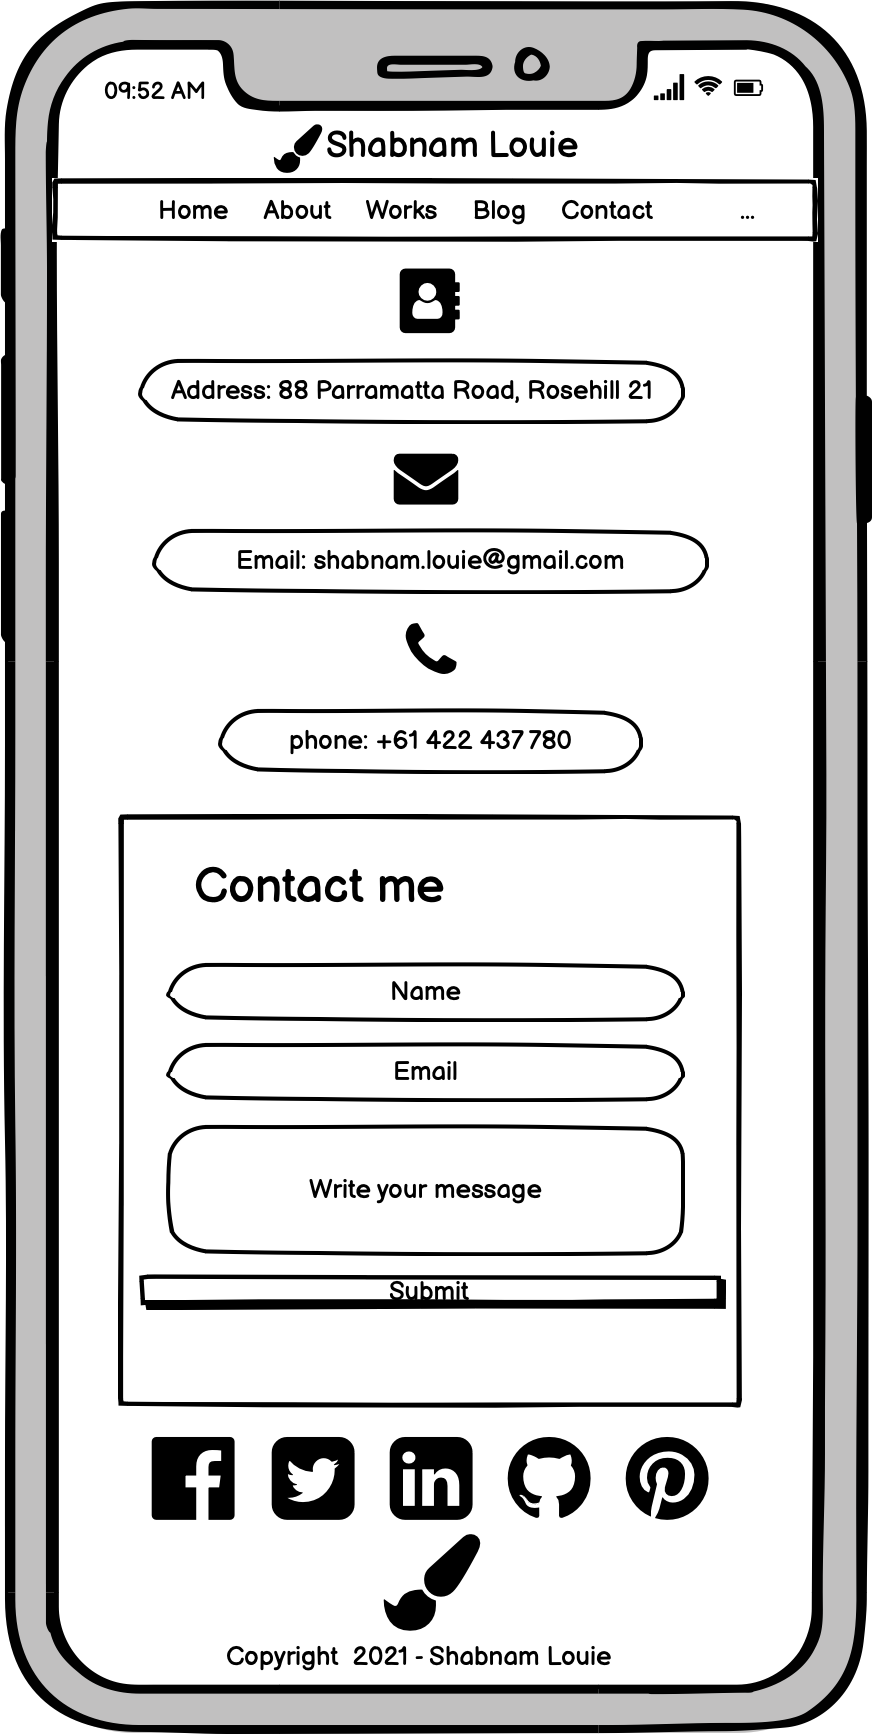 09:52 AM
Shabnam Louie
Home About Works Blog Contact ...
Address: 88 Parramatta Road, Rosehill 21
Email: shabnam.louie@gmail.com
phone: +61 422 437 780
Contact me
Name
Email
Write your message
Submit
Copyright 2021 - Shabnam Louie